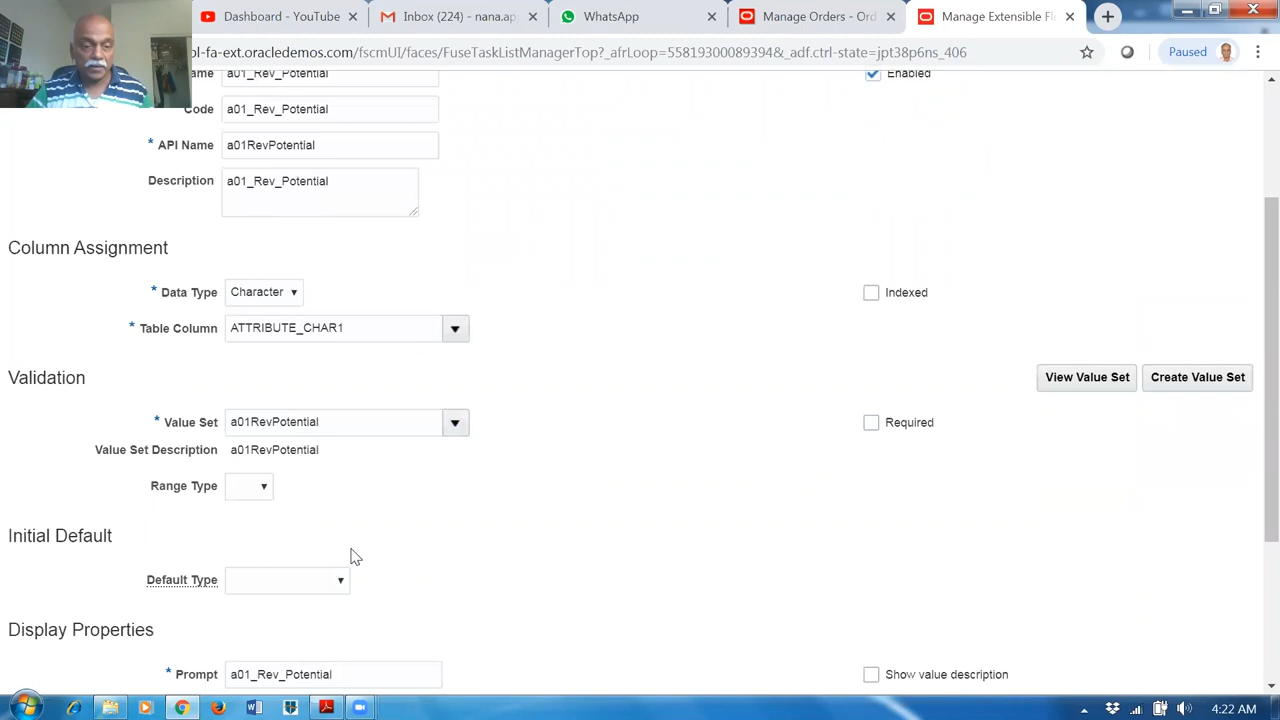 Dashboard - YouTube
Inbox (224) - nana.ap
WhatsApp
Manage Orders - Ord
Manage Extensible Fl
pl-fa-ext.oracledemos.com/fscmUI/faces/FuseTaskListManagerTop?_afrLoop=5581930008939​4&_adf.ctrl-state=jpt38p6ns_406
Paused
a01_Rev_Potential
Enabled
Code
a01_Rev_Potential
* API Name
a01RevPotential
Description
a01_Rev_Potential
Column Assignment
* Data Type
Character
Indexed
* Table Column
ATTRIBUTE_CHAR1
Validation
View Value Set
Create Value Set
* Value Set
a01RevPotential
Required
Value Set Description
a01RevPotential
Range Type
Initial Default
Default Type
Display Properties
* Prompt
a01_Rev_Potential
Show value description
4:22 AM